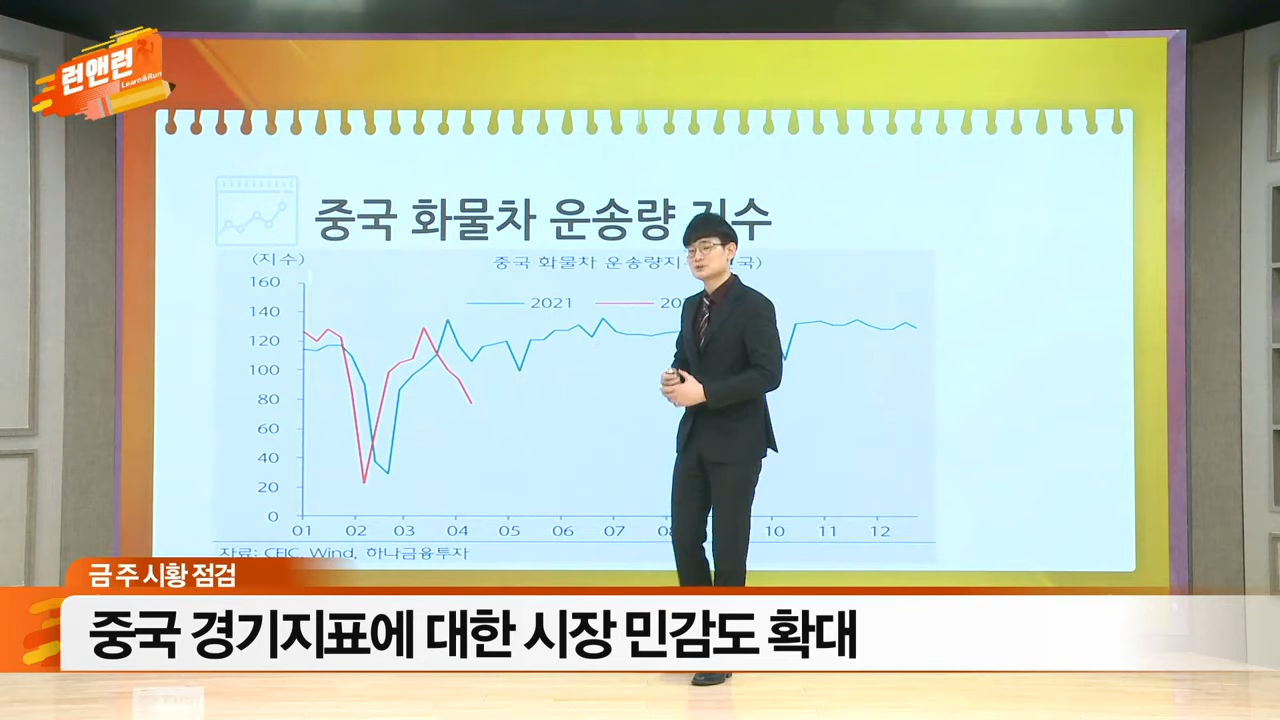 런앤런
Learn&Run
중국 화물차 운송량 지수
(지수)
중국 화물차 운송량지
국)
160
140
120
100
80
60
40
20
0
2021
01 02 03 04 05 06 07 10 11 12
자료: CEIC, Wind, 하나금융투자
금주 시황 점검
중국 경기지표에 대한 시장 민감도 확대